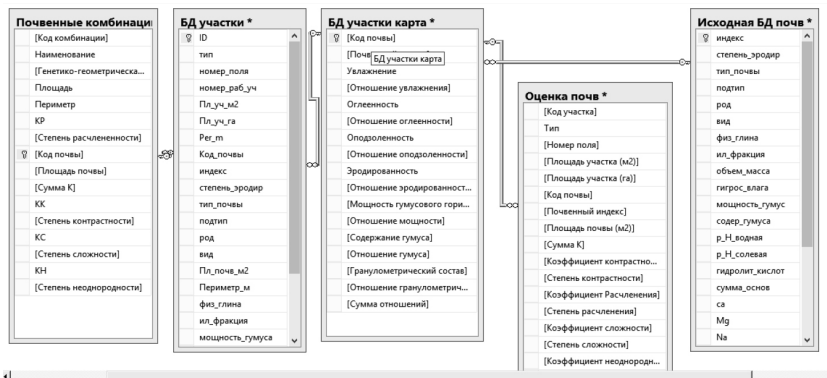 Почвенные комбинаци
[Код комбинации]
Наименование
[Генетико-геометрическа...
Площадь
Периметр
КР
[Степень расчлененности]
[Код почвы]
[Площадь почвы]
[Сумма К]
КК
[Степень контрастности]
КС
[Степень сложности]
КН
[Степень неоднородности]
БД участки *
ID
тип
номер_поля
номер_раб_уч
Пл_уч_м2
Пл_уч_га
Per_m
Код_почвы
индекс
степень_эродир
тип_почвы
подтип
род
вид
Пл_почв_м2
Периметр_м
физ_глина
ил_фракция
мощность_гумуса
БД участки карта *
[Код почвы]
[Почв
БД участки карта
Увлажнение
[Отношение увлажнения]
Оглеенность
[Отношение оглеенности]
Оподзоленность
[Отношение оподзоленности]
Эродированность
[Отношение эродированност...
[Мощность гумусового гори...
[Отношение мощности]
[Содержание гумуса]
[Отношение гумуса]
[Гранулометрический состав]
[Отношение гранулометрич...
[Сумма отношений]
Оценка почв *
[Код участка]
Тип
[Номер поля]
[Площадь участка (м2)]
[Площадь участка (га)]
[Код почвы]
[Почвенный индекс]
[Площадь почвы (м2)]
[Сумма К]
[Коэффициент контрастно...
[Степень контрастности]
[Коэффициент Расчленения]
[Степень расчленения]
[Коэффициент сложности]
[Степень сложности]
[Коэффициент неоднородн...
Исходная БД почв *
индекс
степень_эродир
тип_почвы
подтип
род
вид
физ_глина
ил_фракция
объем_масса
гигрос_влага
мощность_гумус
содер_гумуса
р_Н_водная
р_Н_солевая
гидролит_кислот
сумма_основ
са
Mg
Na